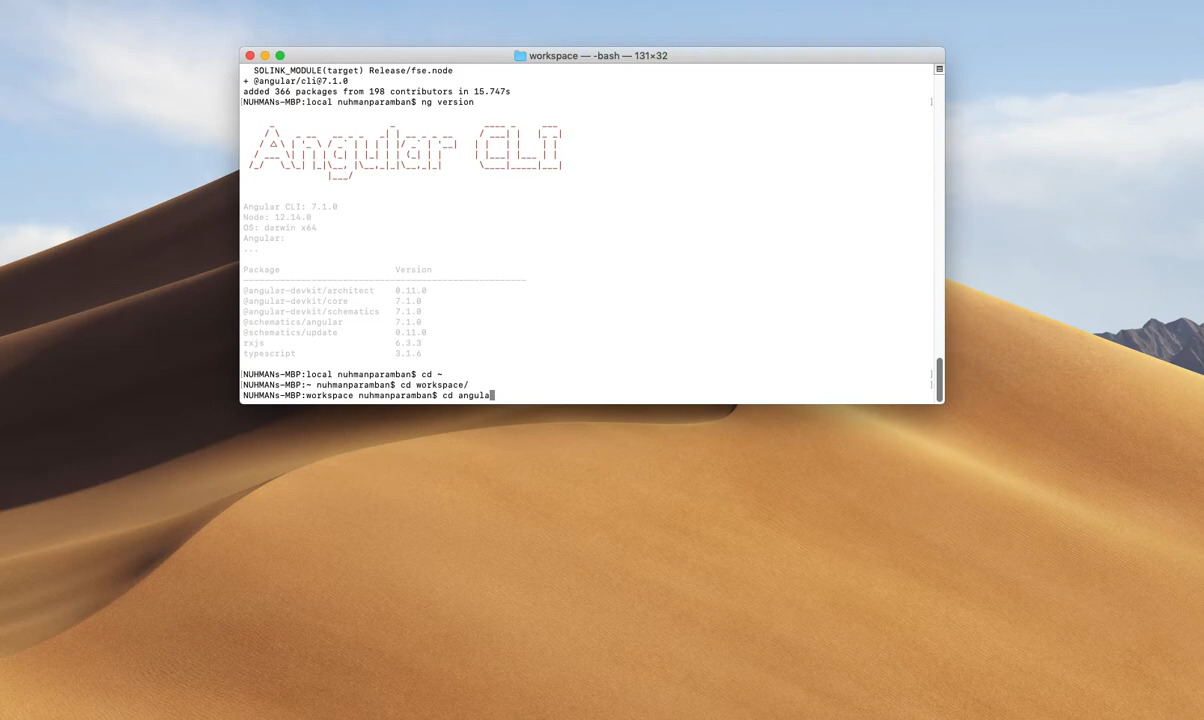 workspace — -bash — 131×32
SOLINK_MODULE(target) Release/fse.node
+ @angular/cli@7.1.0
added 366 packages from 198 contributors in 15.747s
[NUHMANs-MBP:local nuhmanparamban$ ng version ]
Angular CLI
Angular CLI: 7.1.0
Node: 12.14.0
OS: darwin x64
Angular:
...
Package Version
@angular-devkit/architect 0.11.0
@angular-devkit/core 7.1.0
@angular-devkit/schematics 7.1.0
@schematics/angular 7.1.0
@schematics/update 0.11.0
rxjs 6.3.3
typescript 3.1.6
[NUHMANs-MBP:local nuhmanparamban$ cd ~ ]
[NUHMANs-MBP:~ nuhmanparamban$ cd workspace/ ]
NUHMANs-MBP:workspace nuhmanparamban$ cd angula